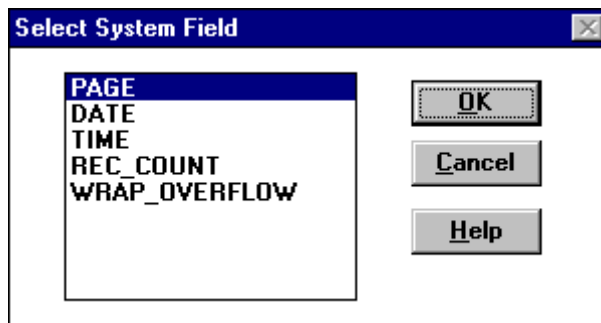 Select System Field
PAGE
DATE
TIME
REC_COUNT
WRAP_OVERFLOW
OK
Cancel
Help